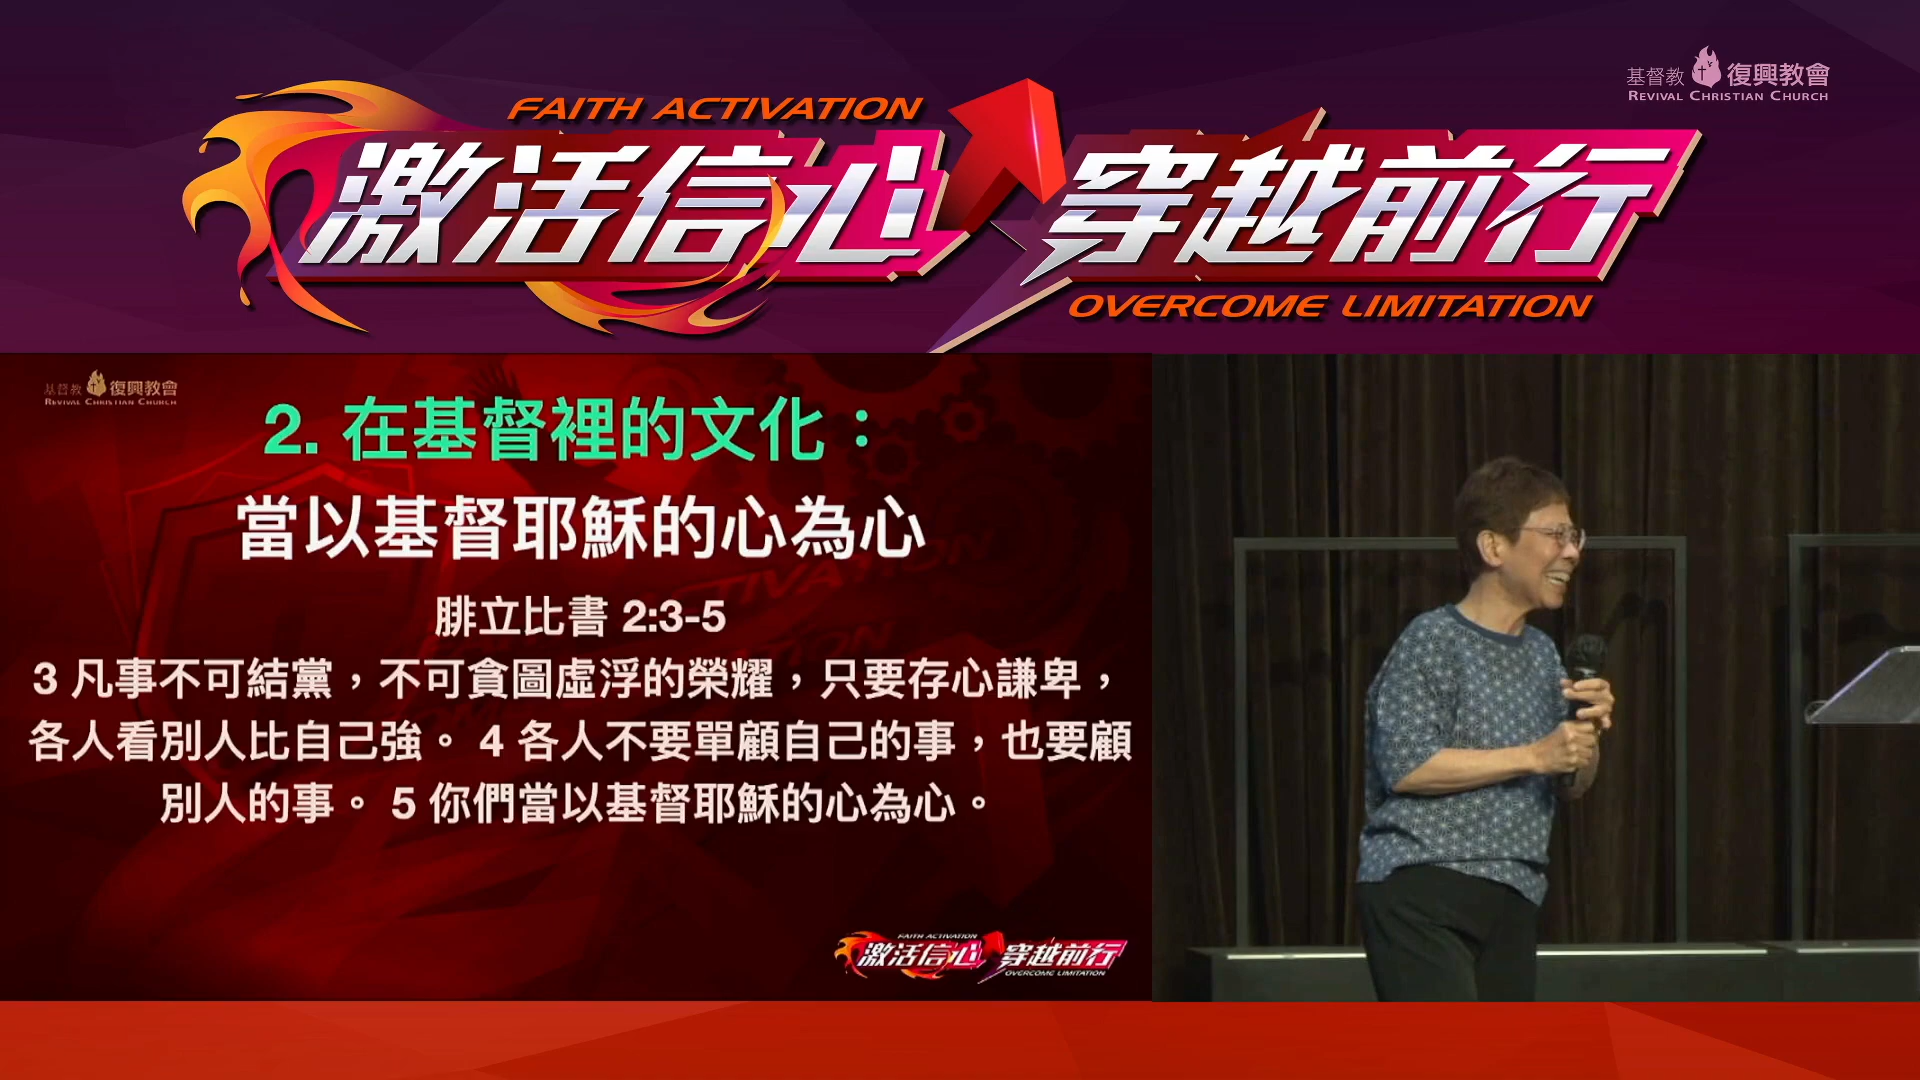 基督教 復興教會
REVIVAL CHRISTIAN CHURCH
FAITH ACTIVATION
激活信心 穿越前行
OVERCOME LIMITATION
基督教 復興教會
REVIVAL CHRISTIAN CHURCH
2. 在基督裡的文化：
當以基督耶穌的心為心
腓立比書 2:3-5
3 凡事不可結黨，不可貪圖虛浮的榮耀，只要存心謙卑，
各人看別人比自己強。 4 各人不要單顧自己的事，也要顧
別人的事。 5 你們當以基督耶穌的心為心。
FAITH ACTIVATION
激活信心 穿越前行
OVERCOME LIMITATION